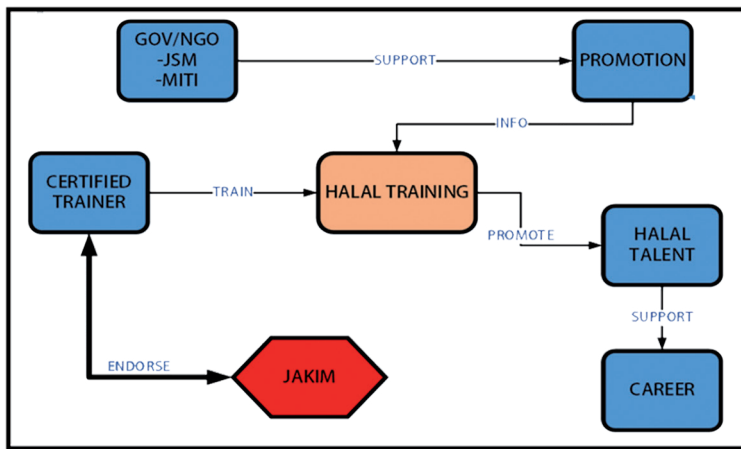 GOV/NGO
-JSM
-MITI
SUPPORT
PROMOTION
INFO
CERTIFIED
TRAINER
TRAIN
HALAL TRAINING
PROMOTE
HALAL
TALENT
SUPPORT
ENDORSE
JAKIM
CAREER